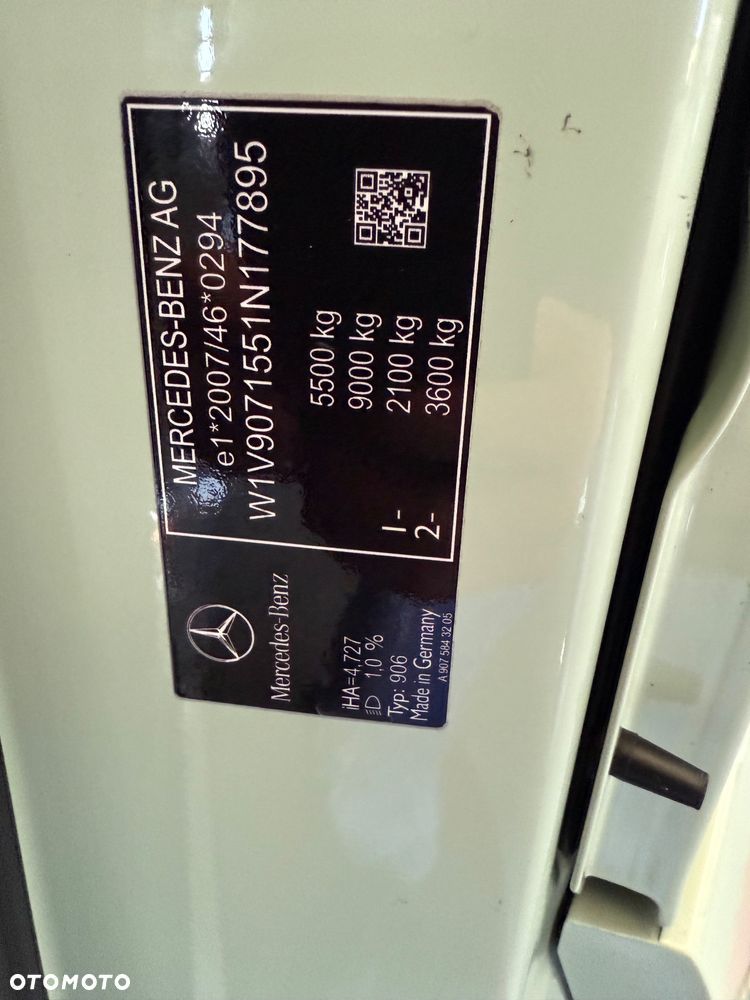 MERCEDES-BENZ AG
e1*2007/46*0294
W1V9071551N177895
5500 kg
9000 kg
1- 2100 kg
2- 3600 kg
Mercedes-Benz
iHA=4,727
1,0 %
Typ: 906
Made in Germany
A 907 584 32 05
OTOMOTO